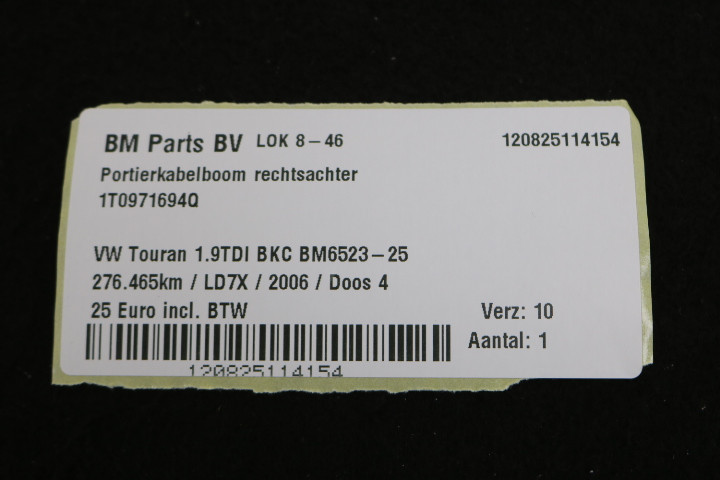 BM Parts BV LOK 8-46 120825114154
Portierkabelboom rechtsachter
1T0971694Q
VW Touran 1.9TDI BKC BM6523-25
276.465km / LD7X / 2006 / Doos 4
25 Euro incl. BTW Verz: 10
Aantal: 1
120825114154